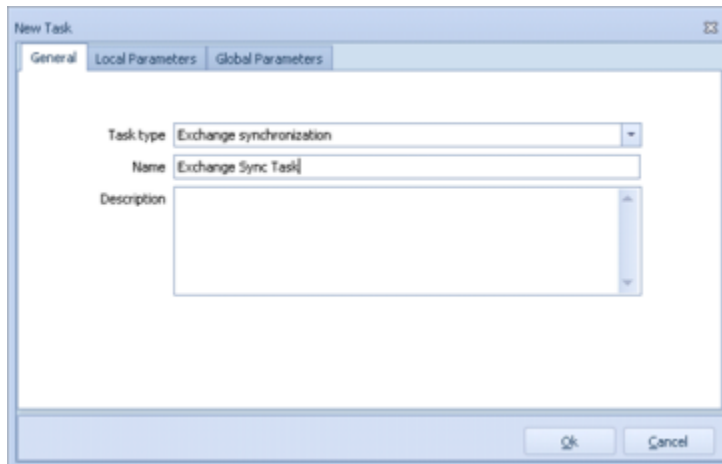 New Task
General Local Parameters Global Parameters
Task type Exchange synchronization
Name Exchange Sync Task
Description
Ok Cancel